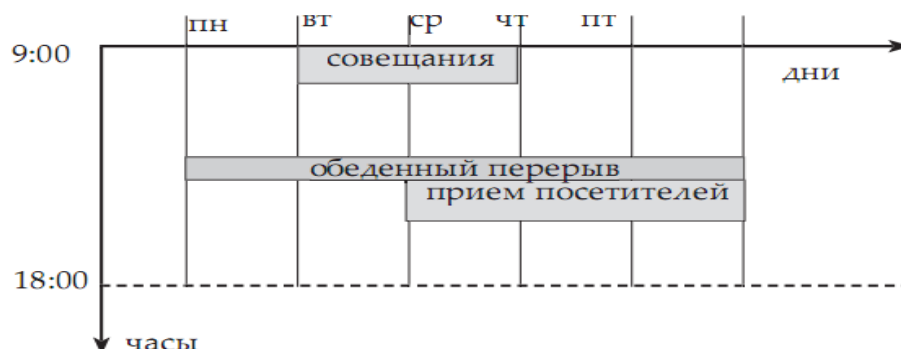 пн вт ср чт пт
9:00
совещания
дни
обеденный перерыв
прием посетителей
18:00
часы